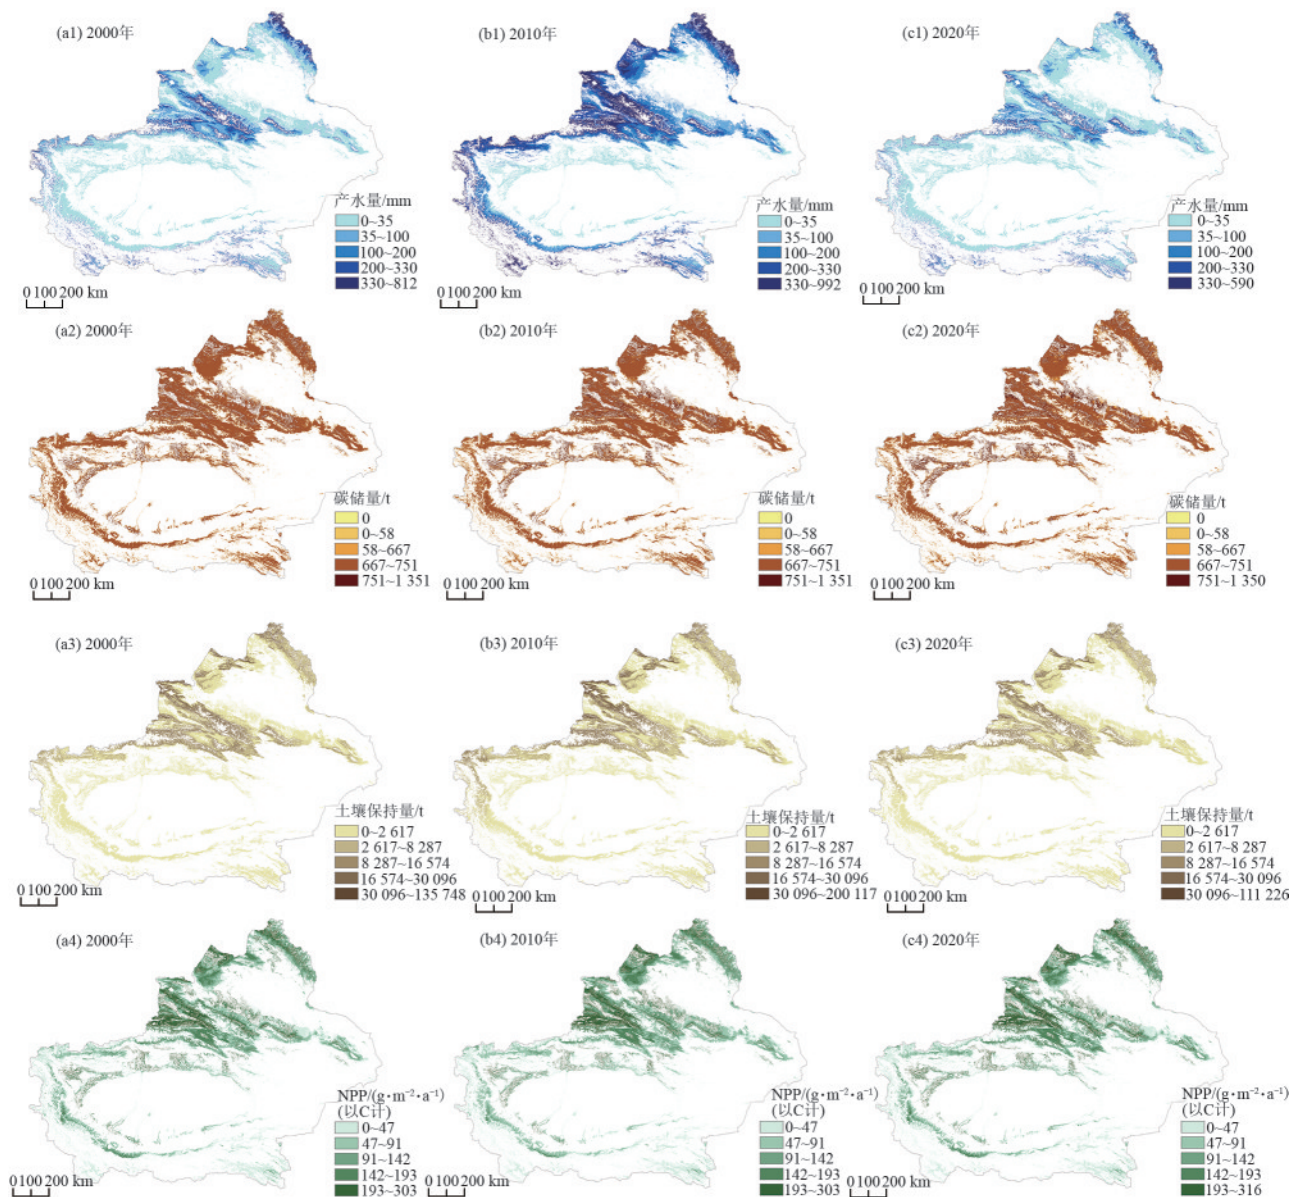 (a1) 2000年
产水量/mm
0~35
35~100
100~200
200~330
330~812
0 100 200 km
(b1) 2010年
产水量/mm
0~35
35~100
100~200
200~330
330~992
0 100 200 km
(c1) 2020年
产水量/mm
0~35
35~100
100~200
200~330
330~590
0 100 200 km
(a2) 2000年
碳储量/t
0
0~58
58~667
667~751
751~1 351
0 100 200 km
(b2) 2010年
碳储量/t
0
0~58
58~667
667~751
751~1 351
0 100 200 km
(c2) 2020年
碳储量/t
0
0~58
58~667
667~751
751~1 350
0 100 200 km
(a3) 2000年
土壤保持量/t
0~2 617
2 617~8 287
8 287~16 574
16 574~30 096
30 096~135 748
0 100 200 km
(b3) 2010年
土壤保持量/t
0~2 617
2 617~8 287
8 287~16 574
16 574~30 096
30 096~200 117
0 100 200 km
(c3) 2020年
土壤保持量/t
0~2 617
2 617~8 287
8 287~16 574
16 574~30 096
30 096~111 226
0 100 200 km
(a4) 2000年
NPP/(g·m⁻²·a⁻¹)
(以C计)
0~47
47~91
91~142
142~193
193~303
0 100 200 km
(b4) 2010年
NPP/(g·m⁻²·a⁻¹)
(以C计)
0~47
47~91
91~142
142~193
193~303
0 100 200 km
(c4) 2020年
NPP/(g·m⁻²·a⁻¹)
(以C计)
0~47
47~91
91~142
142~193
193~316
0 100 200 km